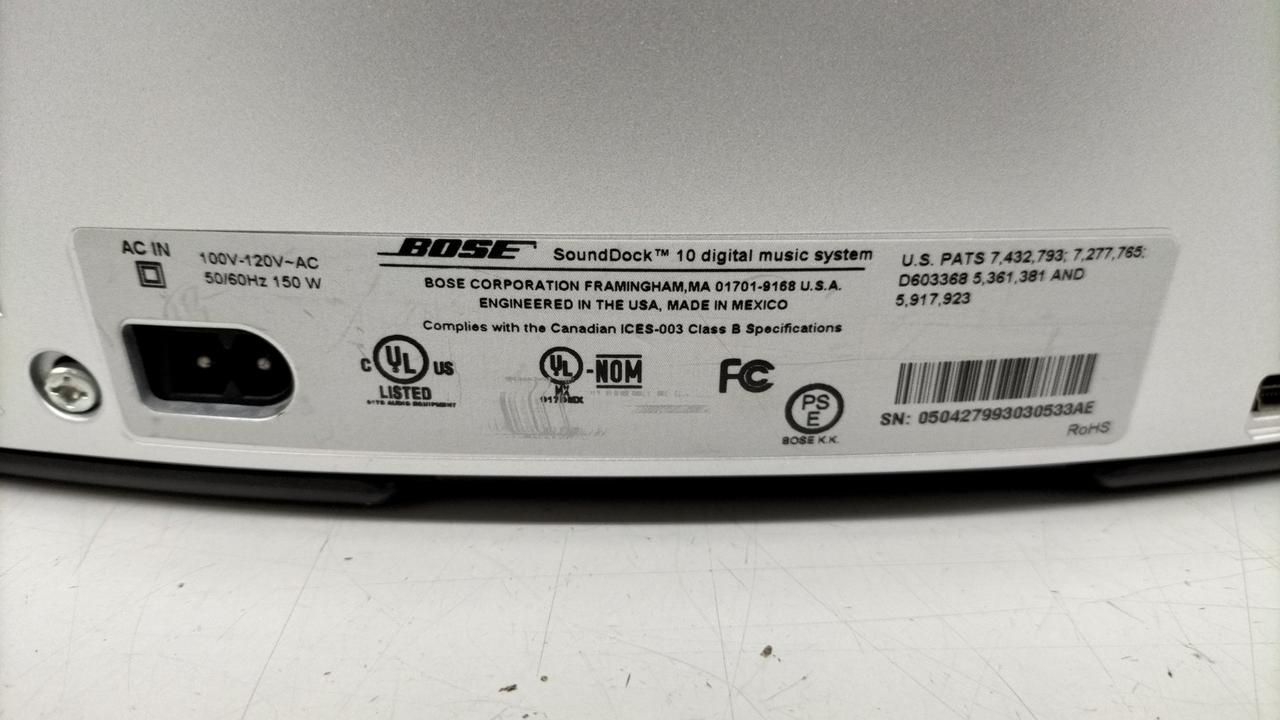 AC IN
100V-120V~AC
50/60Hz 150 W
BOSE SoundDock™ 10 digital music system
BOSE CORPORATION FRAMINGHAM,MA 01701-9168 U.S.A.
ENGINEERED IN THE USA, MADE IN MEXICO
Complies with the Canadian ICES-003 Class B Specifications
U.S. PATS 7,432,793; 7,277,765;
D603368 5,361,381 AND
5,917,923
C UL US
LISTED
UL -NOM
MX
FC
PS
E
BOSE K.K.
SN: 050427993030533AE
RoHS